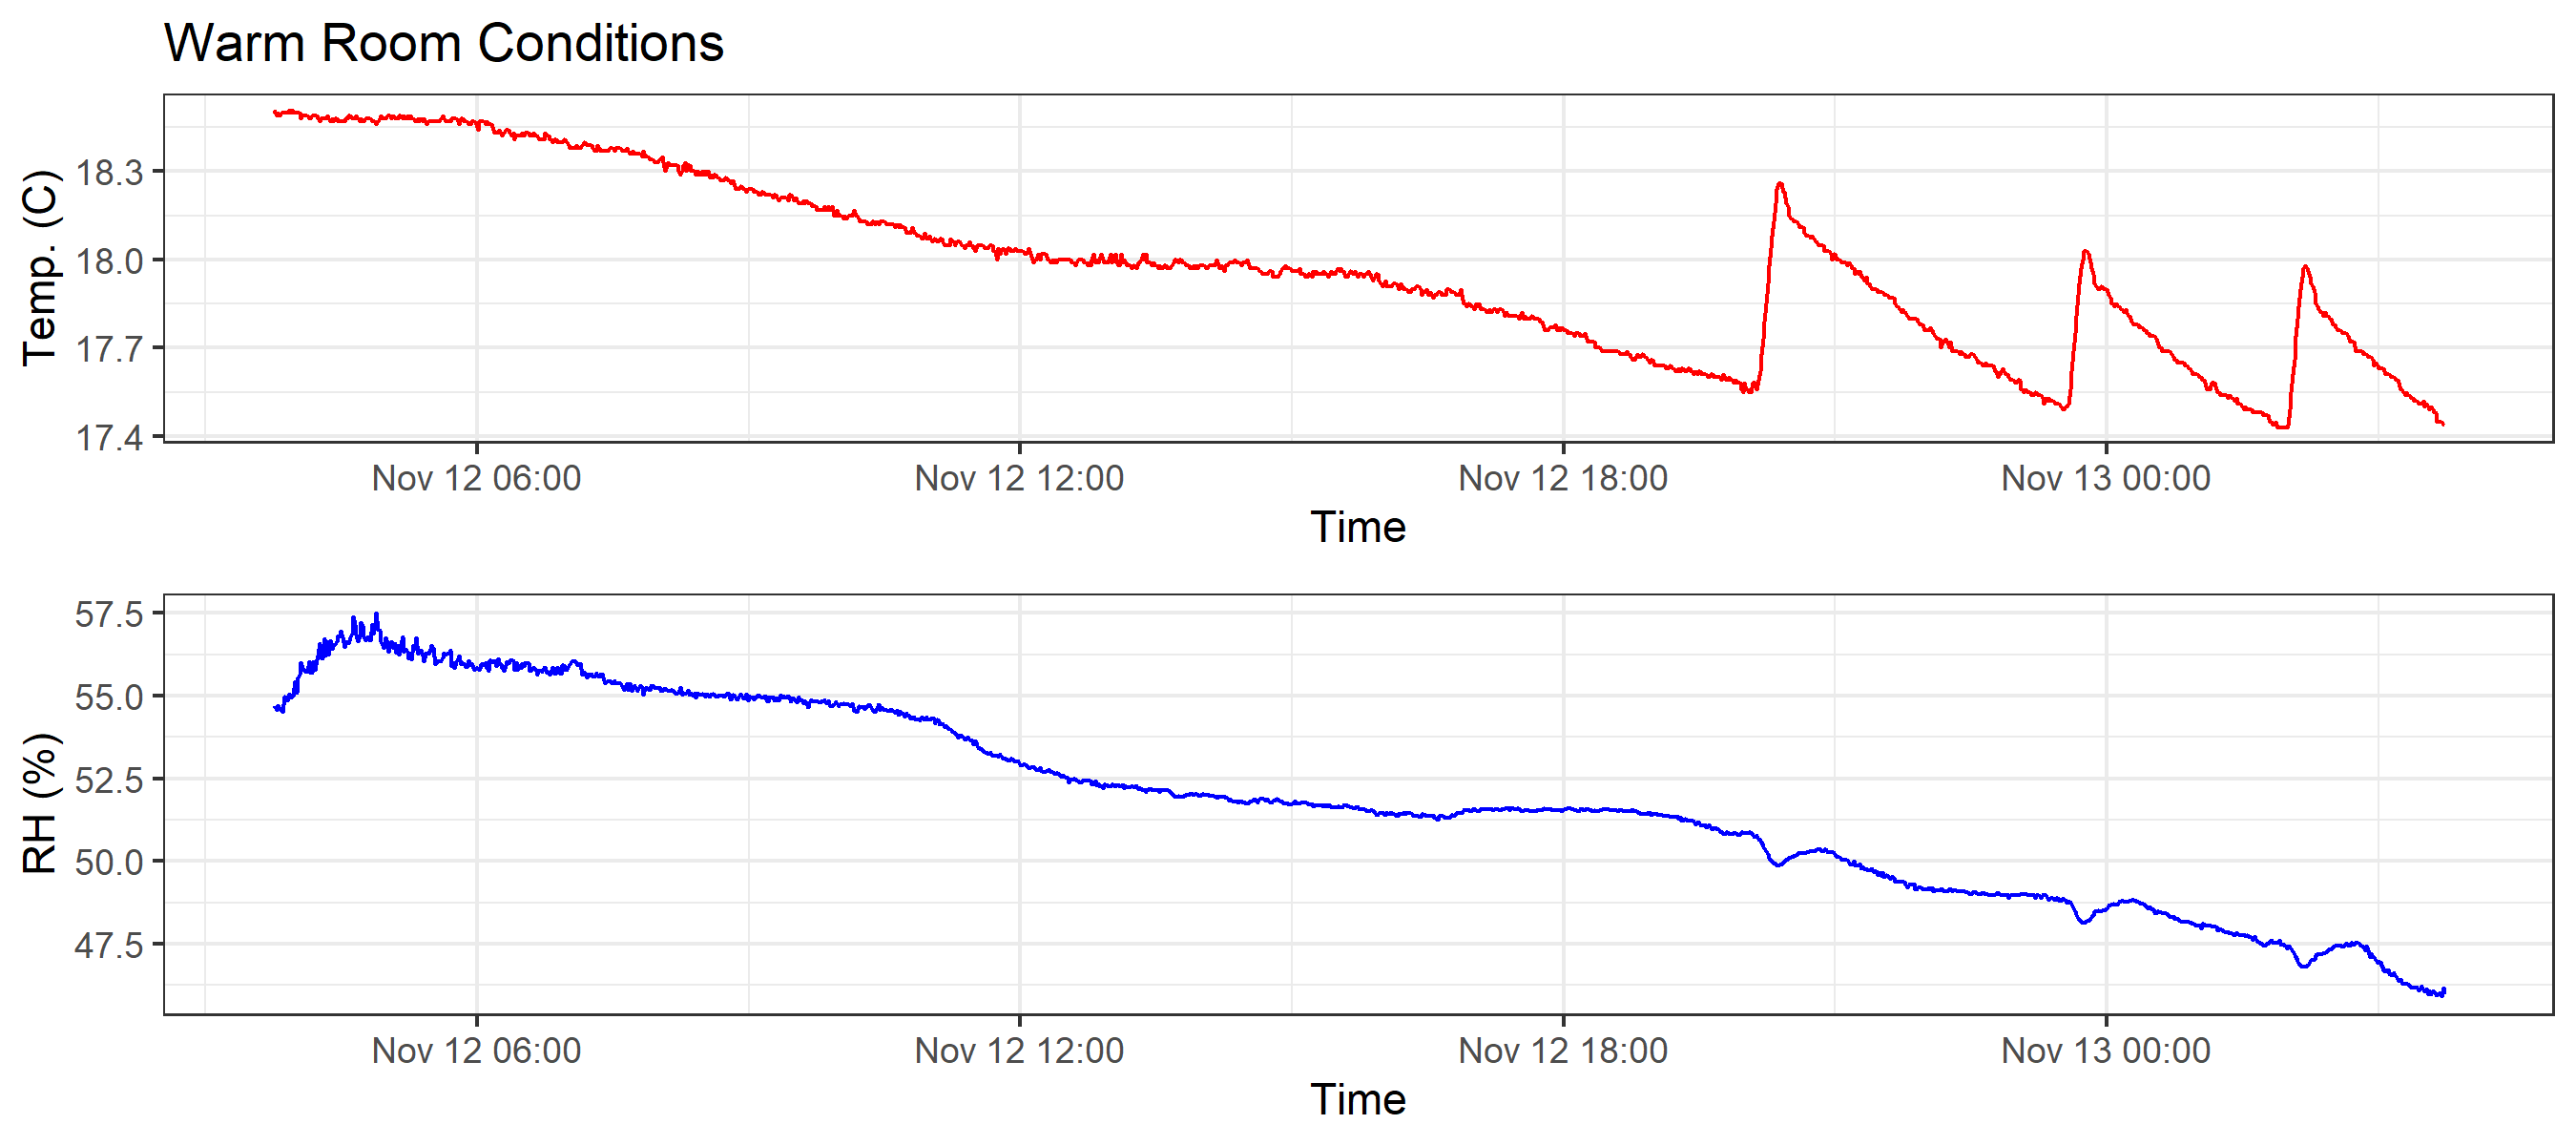 Warm Room Conditions
Temp. (C)
18.3
18.0
17.7
17.4
Nov 12 06:00 Nov 12 12:00 Nov 12 18:00 Nov 13 00:00
Time
RH (%)
57.5
55.0
52.5
50.0
47.5
Nov 12 06:00 Nov 12 12:00 Nov 12 18:00 Nov 13 00:00
Time